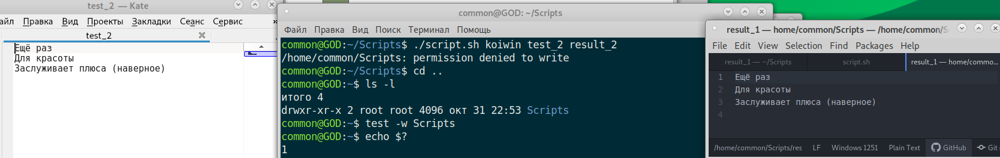 test_2 — Kate
айл Правка Вид Проекты Закладки Сеанс Сервис »
test_2
Ещё раз
Для красоты
Заслуживает плюса (наверное)
common@GOD: ~/Scripts
Файл Правка Вид Поиск Терминал Помощь
common@GOD:~/Scripts$ ./script.sh koiwin test_2 result_2
/home/common/Scripts: permission denied to write
common@GOD:~/Scripts$ cd ..
common@GOD:~$ ls -l
итого 4
drwxr-xr-x 2 root root 4096 окт 31 22:53 Scripts
common@GOD:~$ test -w Scripts
common@GOD:~$ echo $?
1
result_1 — home/common/Scripts — /home/common/S
File Edit View Selection Find Packages Help
result_1 — ~/Scripts script.sh result_1 — home/commo...
1 Ещё раз
2 Для красоты
3 Заслуживает плюса (наверное)
4
/home/common/Scripts/res LF Windows 1251 Plain Text GitHub Git